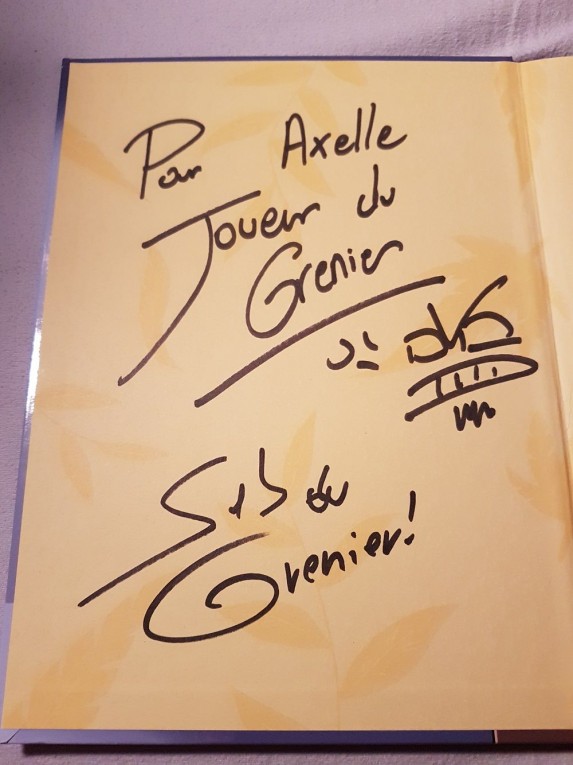 Pour Axelle
Joueur du
Grenier
Seb du
Grenier!